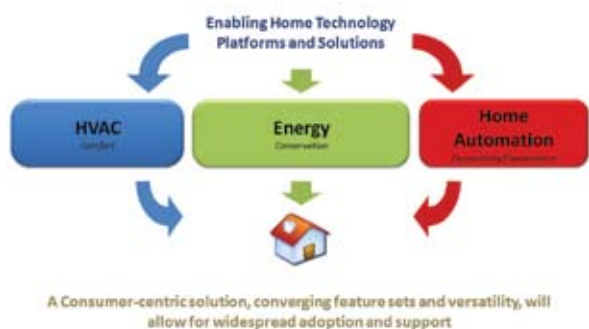 Enabling Home Technology
Platforms and Solutions
HVAC
Comfort
Energy
Conservation
Home
Automation
A Consumer-centric solution, converging feature sets and versatility, will
allow for widespread adoption and support